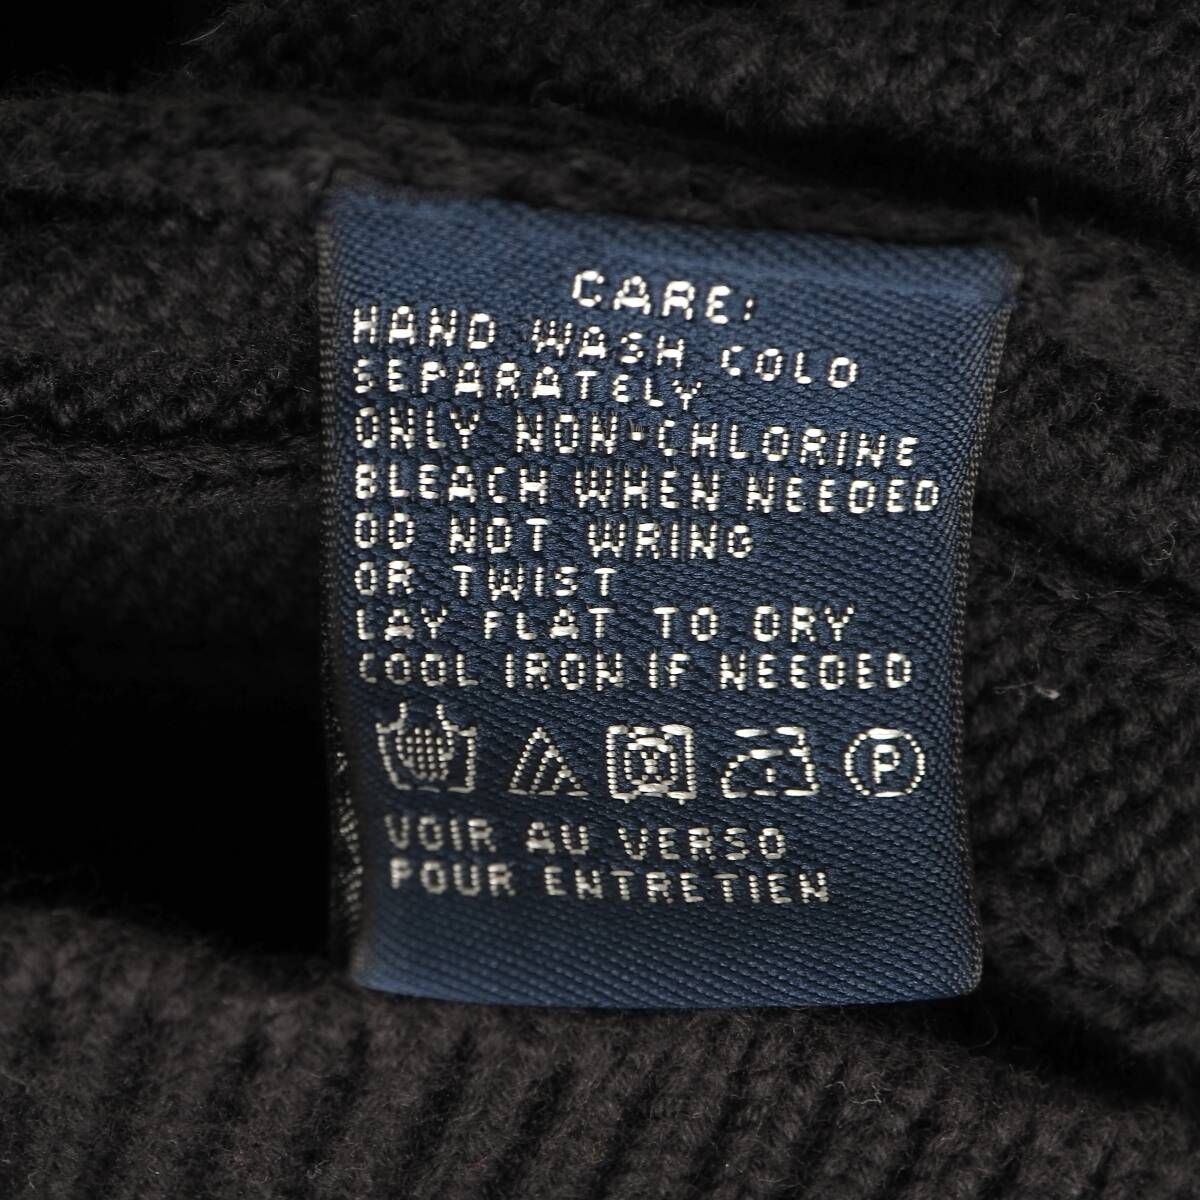 CARE:
HAND WASH COLD
SEPARATELY
ONLY NON-CHLORINE
BLEACH WHEN NEEDED
DO NOT WRING
OR TWIST
LAY FLAT TO DRY
COOL IRON IF NEEDED
P
VOIR AU VERSO
POUR ENTRETIEN